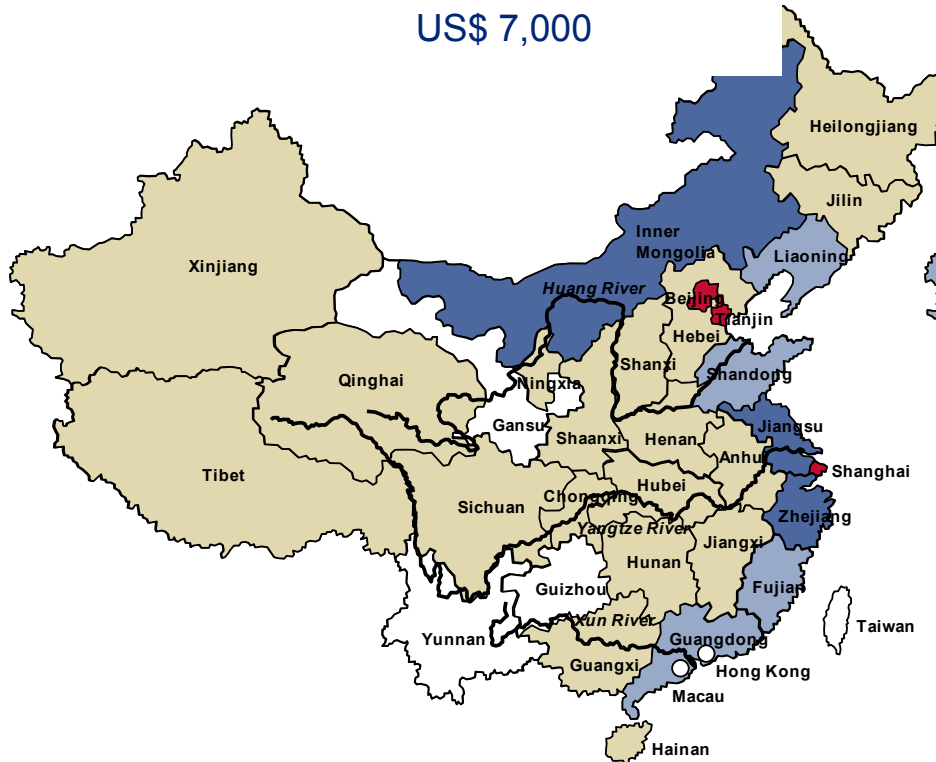 US$ 7,000
Heilongjiang
Jilin
Inner
Mongolia
Liaoning
Xinjiang
Huang River
Beijing
Tianjin
Hebei
Shanxi
Shandong
Qinghai
Ningxia
Gansu
Shaanxi
Henan
Jiangsu
Anhui
Shanghai
Tibet
Sichuan
Chongqing
Hubei
Zhejiang
Yangtze River
Jiangxi
Hunan
Guizhou
Fujian
Xun River
Yunnan
Guangdong
Taiwan
Guangxi
Hong Kong
Macau
Hainan